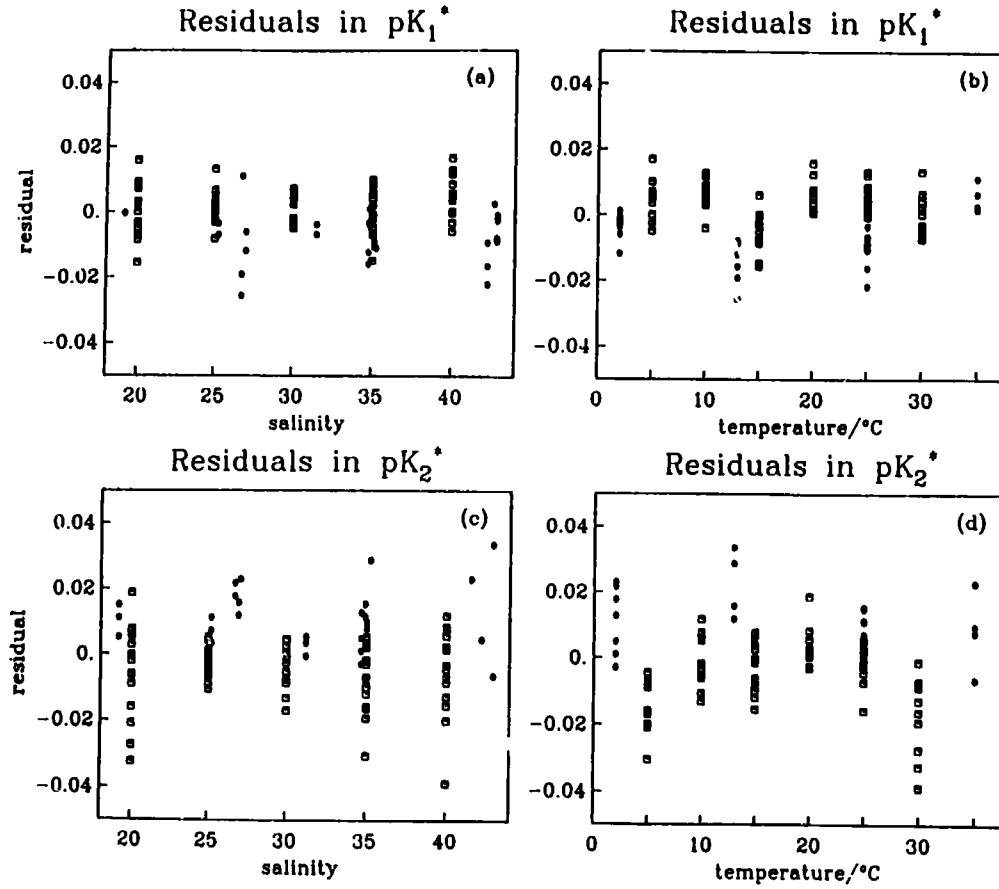 Residuals in pK₁*
Residuals in pK₁*
(a)
0.04
0.02
0.
-0.02
-0.04
residual
20 25 30 35 40
salinity
(b)
0.04
0.02
0.
-0.02
-0.04
0 10 20 30
temperature/°C
Residuals in pK₂*
Residuals in pK₂*
(c)
0.04
0.02
0.
-0.02
-0.04
residual
20 25 30 35 40
salinity
(d)
0.04
0.02
0.
-0.02
-0.04
0 10 20 30
temperature/°C